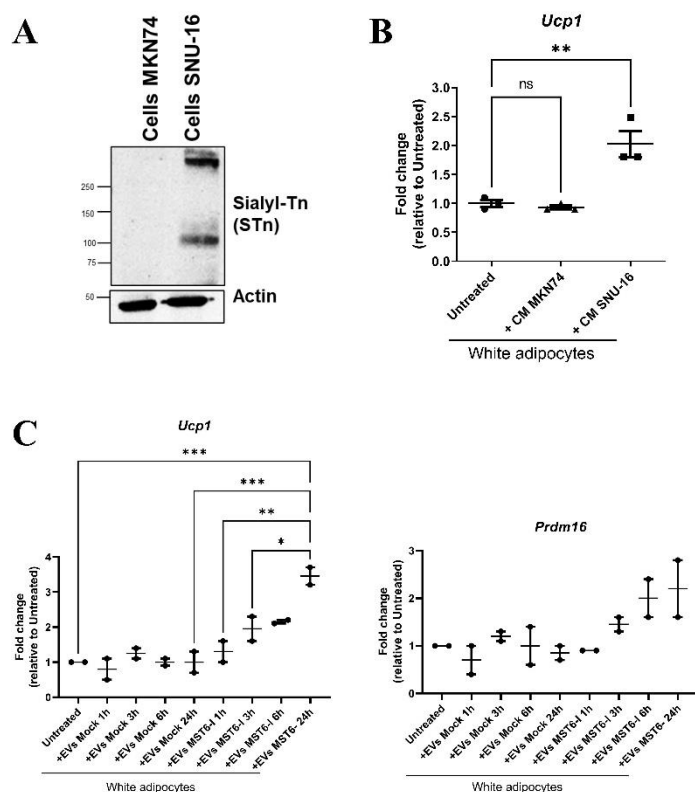 A
Cells MKN74
Cells SNU-16
250
150
100
75
50
Sialyl-Tn
(STn)
Actin
B
Ucp1
**
ns
Fold change
(relative to Untreated)
3.0
2.5
2.0
1.5
1.0
0.5
0.0
Untreated
+ CM MKN74
+ CM SNU-16
White adipocytes
C
Ucp1
***
***
**
*
Fold change
(relative to Untreated)
4
3
2
1
0
Untreated
+EVs Mock 1h
+EVs Mock 3h
+EVs Mock 6h
+EVs Mock 24h
+EVs MST6-I 1h
+EVs MST6-I 3h
+EVs MST6-I 6h
+EVs MST6- 24h
White adipocytes
Prdm16
Fold change
(relative to Untreated)
3
2
1
0
Untreated
+EVs Mock 1h
+EVs Mock 3h
+EVs Mock 6h
+EVs Mock 24h
+EVs MST6-I 1h
+EVs MST6-I 3h
+EVs MST6-I 6h
+EVs MST6- 24h
White adipocytes